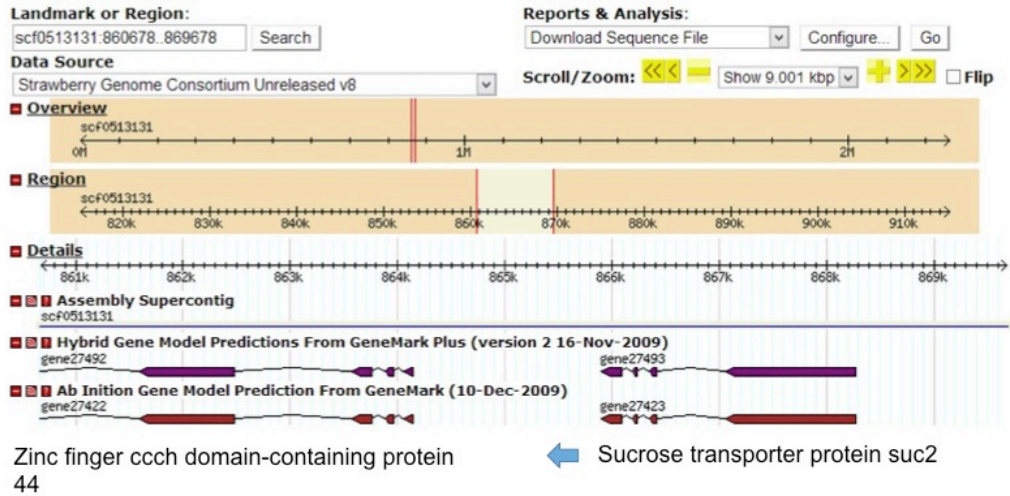 Landmark or Region:
Reports & Analysis:
scf0513131:860678..869678
Search
Download Sequence File
Configure...
Go
Data Source
Strawberry Genome Consortium Unreleased v8
Scroll/Zoom:
Show 9.001 kbp
Flip
Overview
scf0513131
0M 1M 2M
Region
scf0513131
820k 830k 840k 850k 860k 870k 880k 890k 900k 910k
Details
861k 862k 863k 864k 865k 866k 867k 868k 869k
Assembly Supercontig
scf0513131
Hybrid Gene Model Predictions From GeneMark Plus (version 2 16-Nov-2009)
gene27492 gene27493
Ab Inition Gene Model Prediction From GeneMark (10-Dec-2009)
gene27422 gene27423
Zinc finger ccch domain-containing protein
44
Sucrose transporter protein suc2